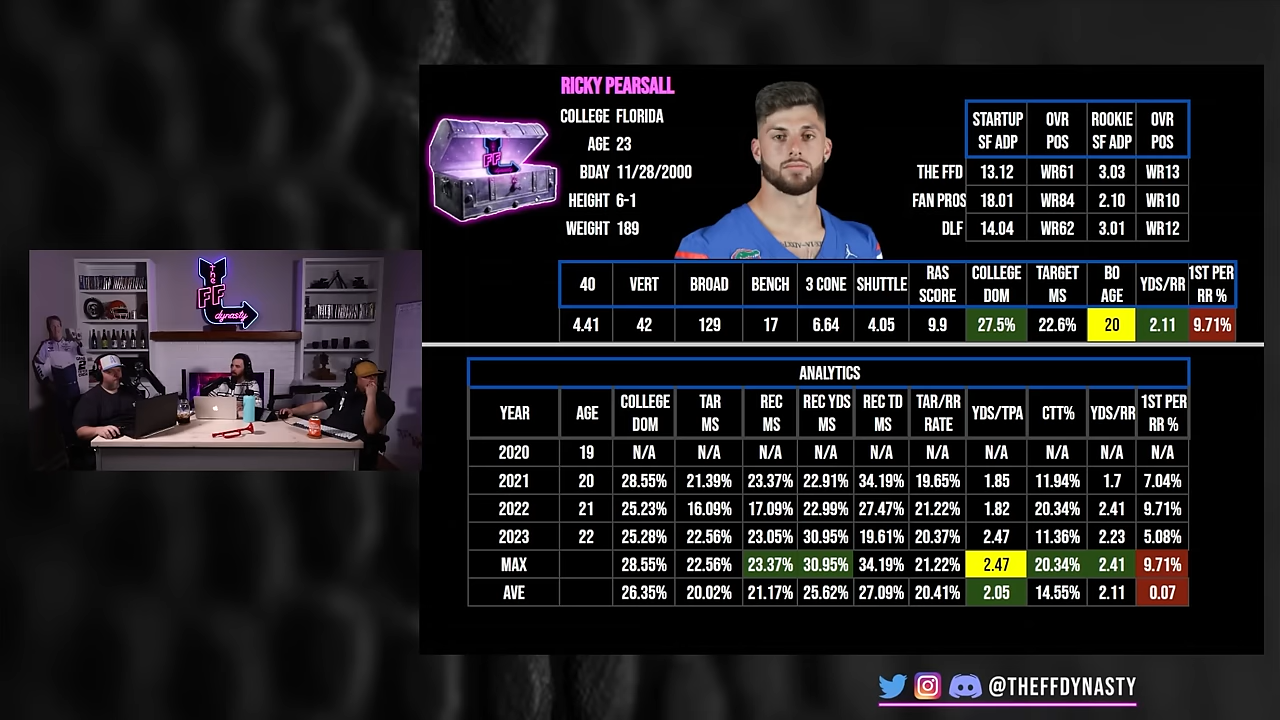 RICKY PEARSALL
COLLEGE FLORIDA
AGE 23
BDAY 11/28/2000
HEIGHT 6-1
WEIGHT 189
FF
STARTUP SF ADP OVR POS ROOKIE SF ADP OVR POS
THE FFD 13.12 WR61 3.03 WR13
FAN PROS 18.01 WR84 2.10 WR10
DLF 14.04 WR62 3.01 WR12
40 VERT BROAD BENCH 3 CONE SHUTTLE RAS SCORE COLLEGE DOM TARGET MS BO AGE YDS/RR 1ST PER RR %
4.41 42 129 17 6.64 4.05 9.9 27.5% 22.6% 20 2.11 9.71%
ANALYTICS
YEAR AGE COLLEGE DOM TAR MS REC MS REC YDS MS REC TD MS TAR/RR RATE YDS/TPA CTT% YDS/RR 1ST PER RR %
2020 19 N/A N/A N/A N/A N/A N/A N/A N/A N/A N/A
2021 20 28.55% 21.39% 23.37% 22.91% 34.19% 19.65% 1.85 11.94% 1.7 7.04%
2022 21 25.23% 16.09% 17.09% 22.99% 27.47% 21.22% 1.82 20.34% 2.41 9.71%
2023 22 25.28% 22.56% 23.05% 30.95% 19.61% 20.37% 2.47 11.36% 2.23 5.08%
MAX 28.55% 22.56% 23.37% 30.95% 34.19% 21.22% 2.47 20.34% 2.41 9.71%
AVE 26.35% 20.02% 21.17% 25.62% 27.09% 20.41% 2.05 14.55% 2.11 0.07
The
FF
dynasty
@THEFFDYNASTY